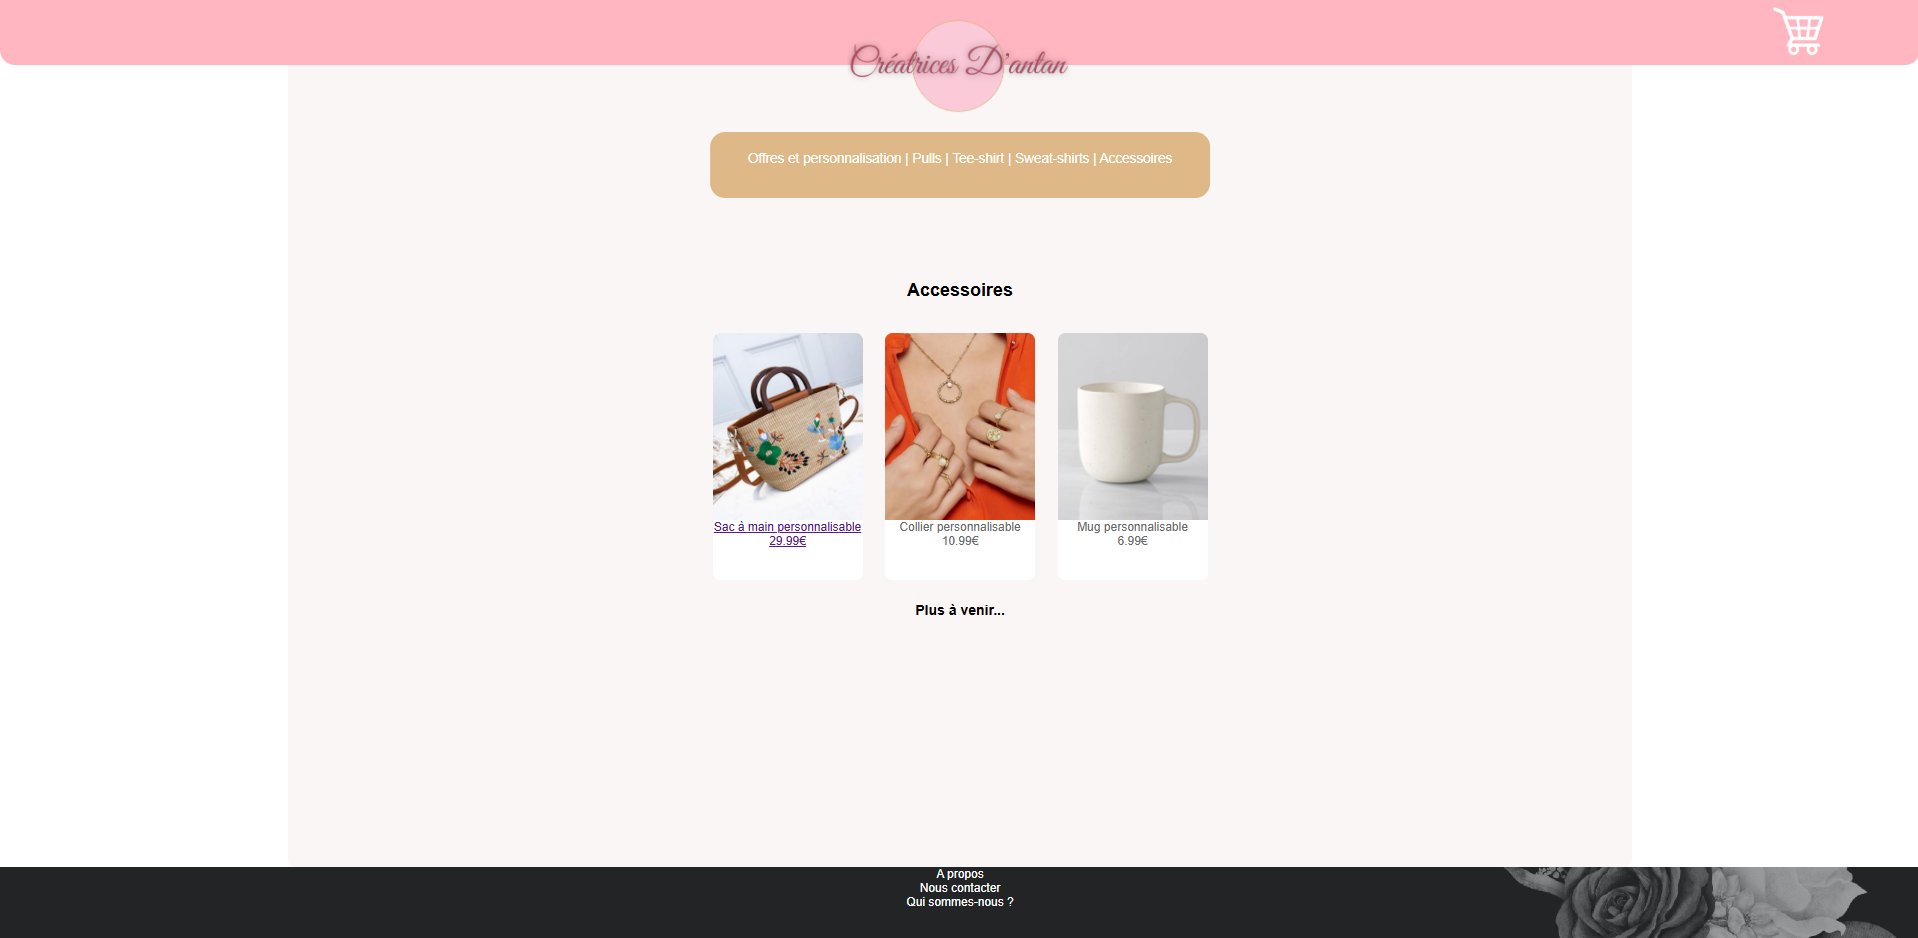 Créatrices D'antan
Offres et personnalisation | Pulls | Tee-shirt | Sweat-shirts | Accessoires
Accessoires
Sac à main personnalisable
29.99€
Collier personnalisable
10.99€
Mug personnalisable
6.99€
Plus à venir...
A propos
Nous contacter
Qui sommes-nous ?